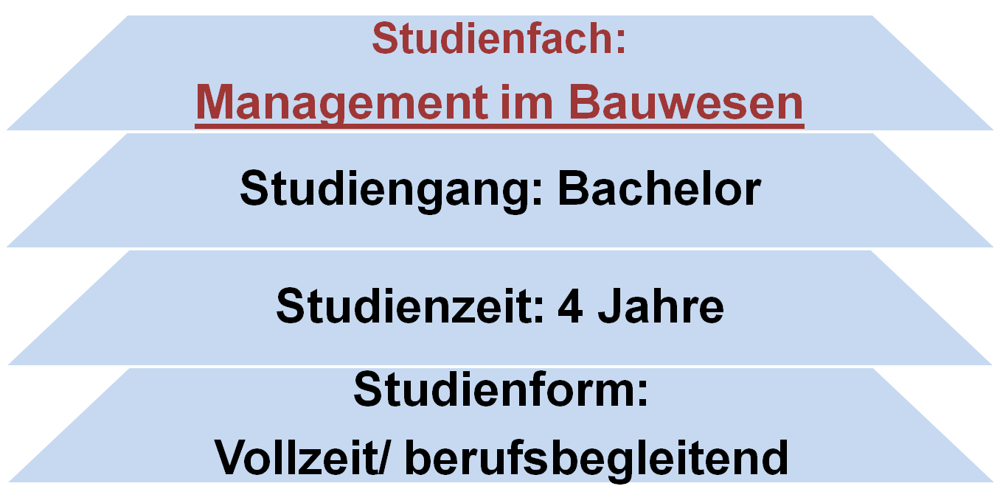 Studienfach:
Management im Bauwesen
Studiengang: Bachelor
Studienzeit: 4 Jahre
Studienform:
Vollzeit/ berufsbegleitend